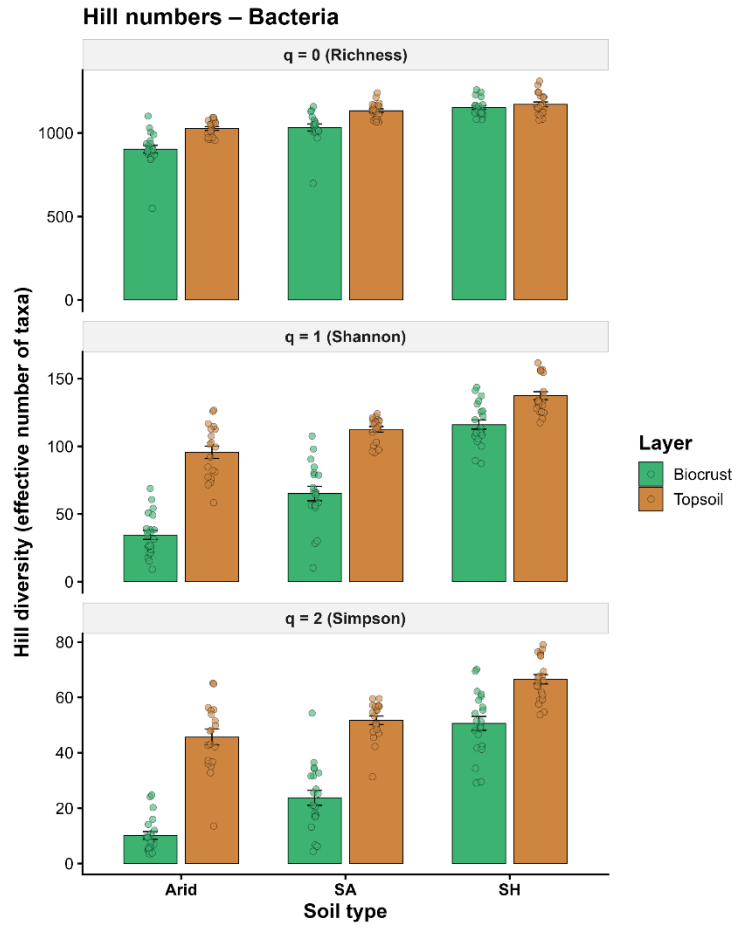 Hill numbers – Bacteria
q = 0 (Richness)
1000
500
0
q = 1 (Shannon)
150
100
50
0
q = 2 (Simpson)
80
60
40
20
0
Hill diversity (effective number of taxa)
Arid SA SH
Soil type
Layer
Biocrust
Topsoil